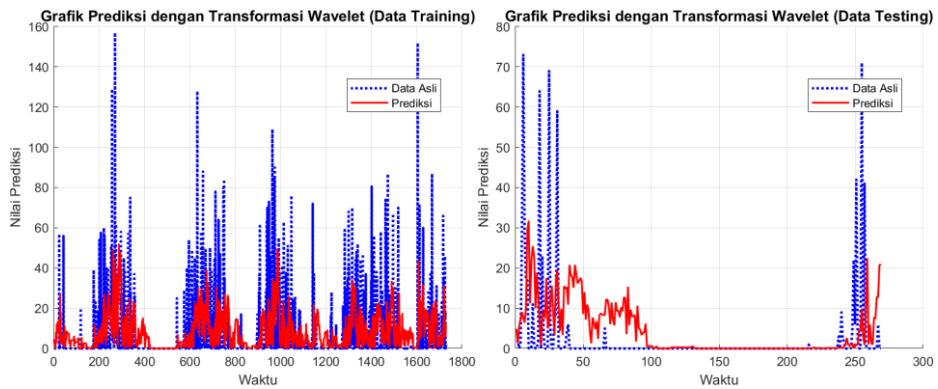 Grafik Prediksi dengan Transformasi Wavelet (Data Training)
160
140
120
100
80
60
40
20
0
Nilai Prediksi
Data Asli
Prediksi
0 200 400 600 800 1000 1200 1400 1600 1800
Waktu
Grafik Prediksi dengan Transformasi Wavelet (Data Testing)
80
70
60
50
40
30
20
10
0
Nilai Prediksi
Data Asli
Prediksi
0 50 100 150 200 250 300
Waktu